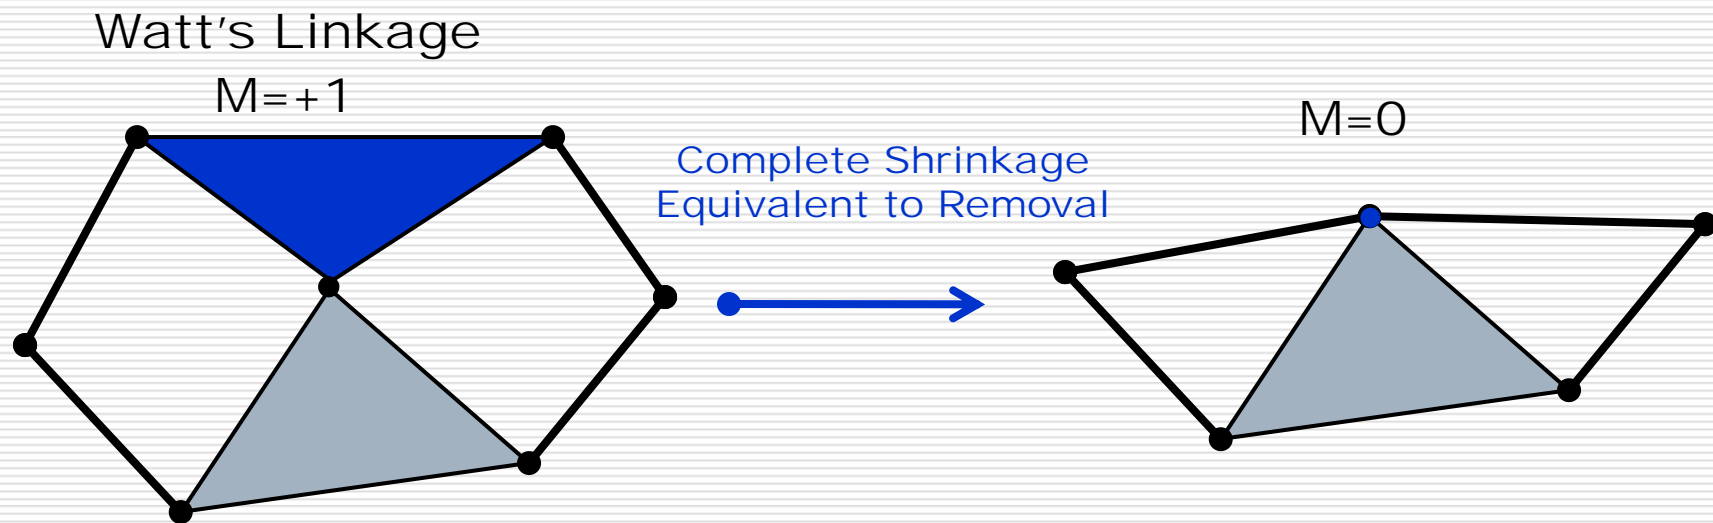 Watt's Linkage
M=+1
Complete Shrinkage
Equivalent to Removal
M=0